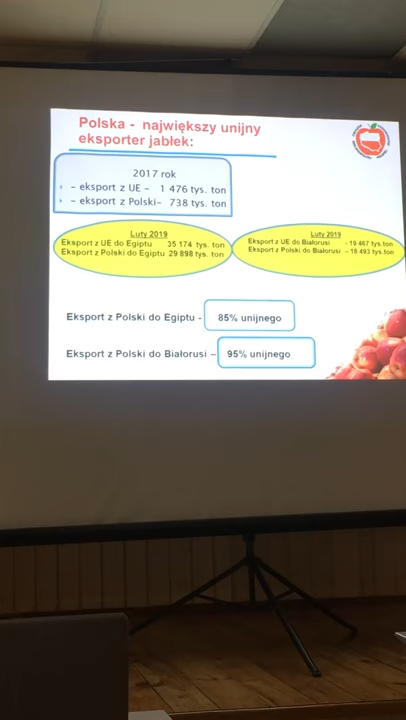 Polska - największy unijny
eksporter jabłek:
2017 rok
- eksport z UE - 1 476 tys. ton
- eksport z Polski- 738 tys. ton
Luty 2019
Eksport z UE do Egiptu 35 174 tys. ton
Eksport z Polski do Egiptu 29 898 tys. ton
Luty 2019
Eksport z UE do Białorusi - 19 467 tys.ton
Eksport z Polski do Białorusi – 18 493 tys.ton
Eksport z Polski do Egiptu - 85% unijnego
Eksport z Polski do Białorusi – 95% unijnego